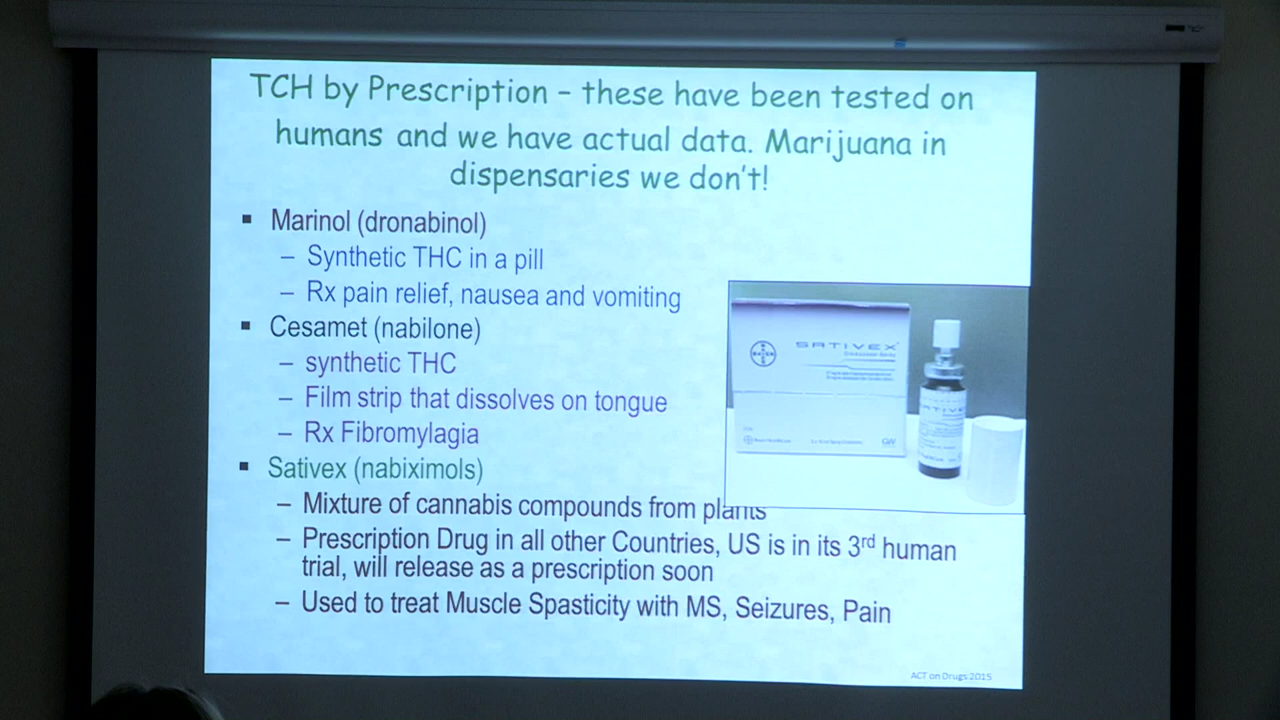 TCH by Prescription – these have been tested on
humans and we have actual data. Marijuana in
dispensaries we don't!
▪ Marinol (dronabinol)
– Synthetic THC in a pill
– Rx pain relief, nausea and vomiting
▪ Cesamet (nabilone)
– synthetic THC
– Film strip that dissolves on tongue
– Rx Fibromylagia
▪ Sativex (nabiximols)
– Mixture of cannabis compounds from plants
– Prescription Drug in all other Countries, US is in its 3rd human
trial, will release as a prescription soon
– Used to treat Muscle Spasticity with MS, Seizures, Pain
SATIVEX
BAYER
GW
ACT on Drugs 2015